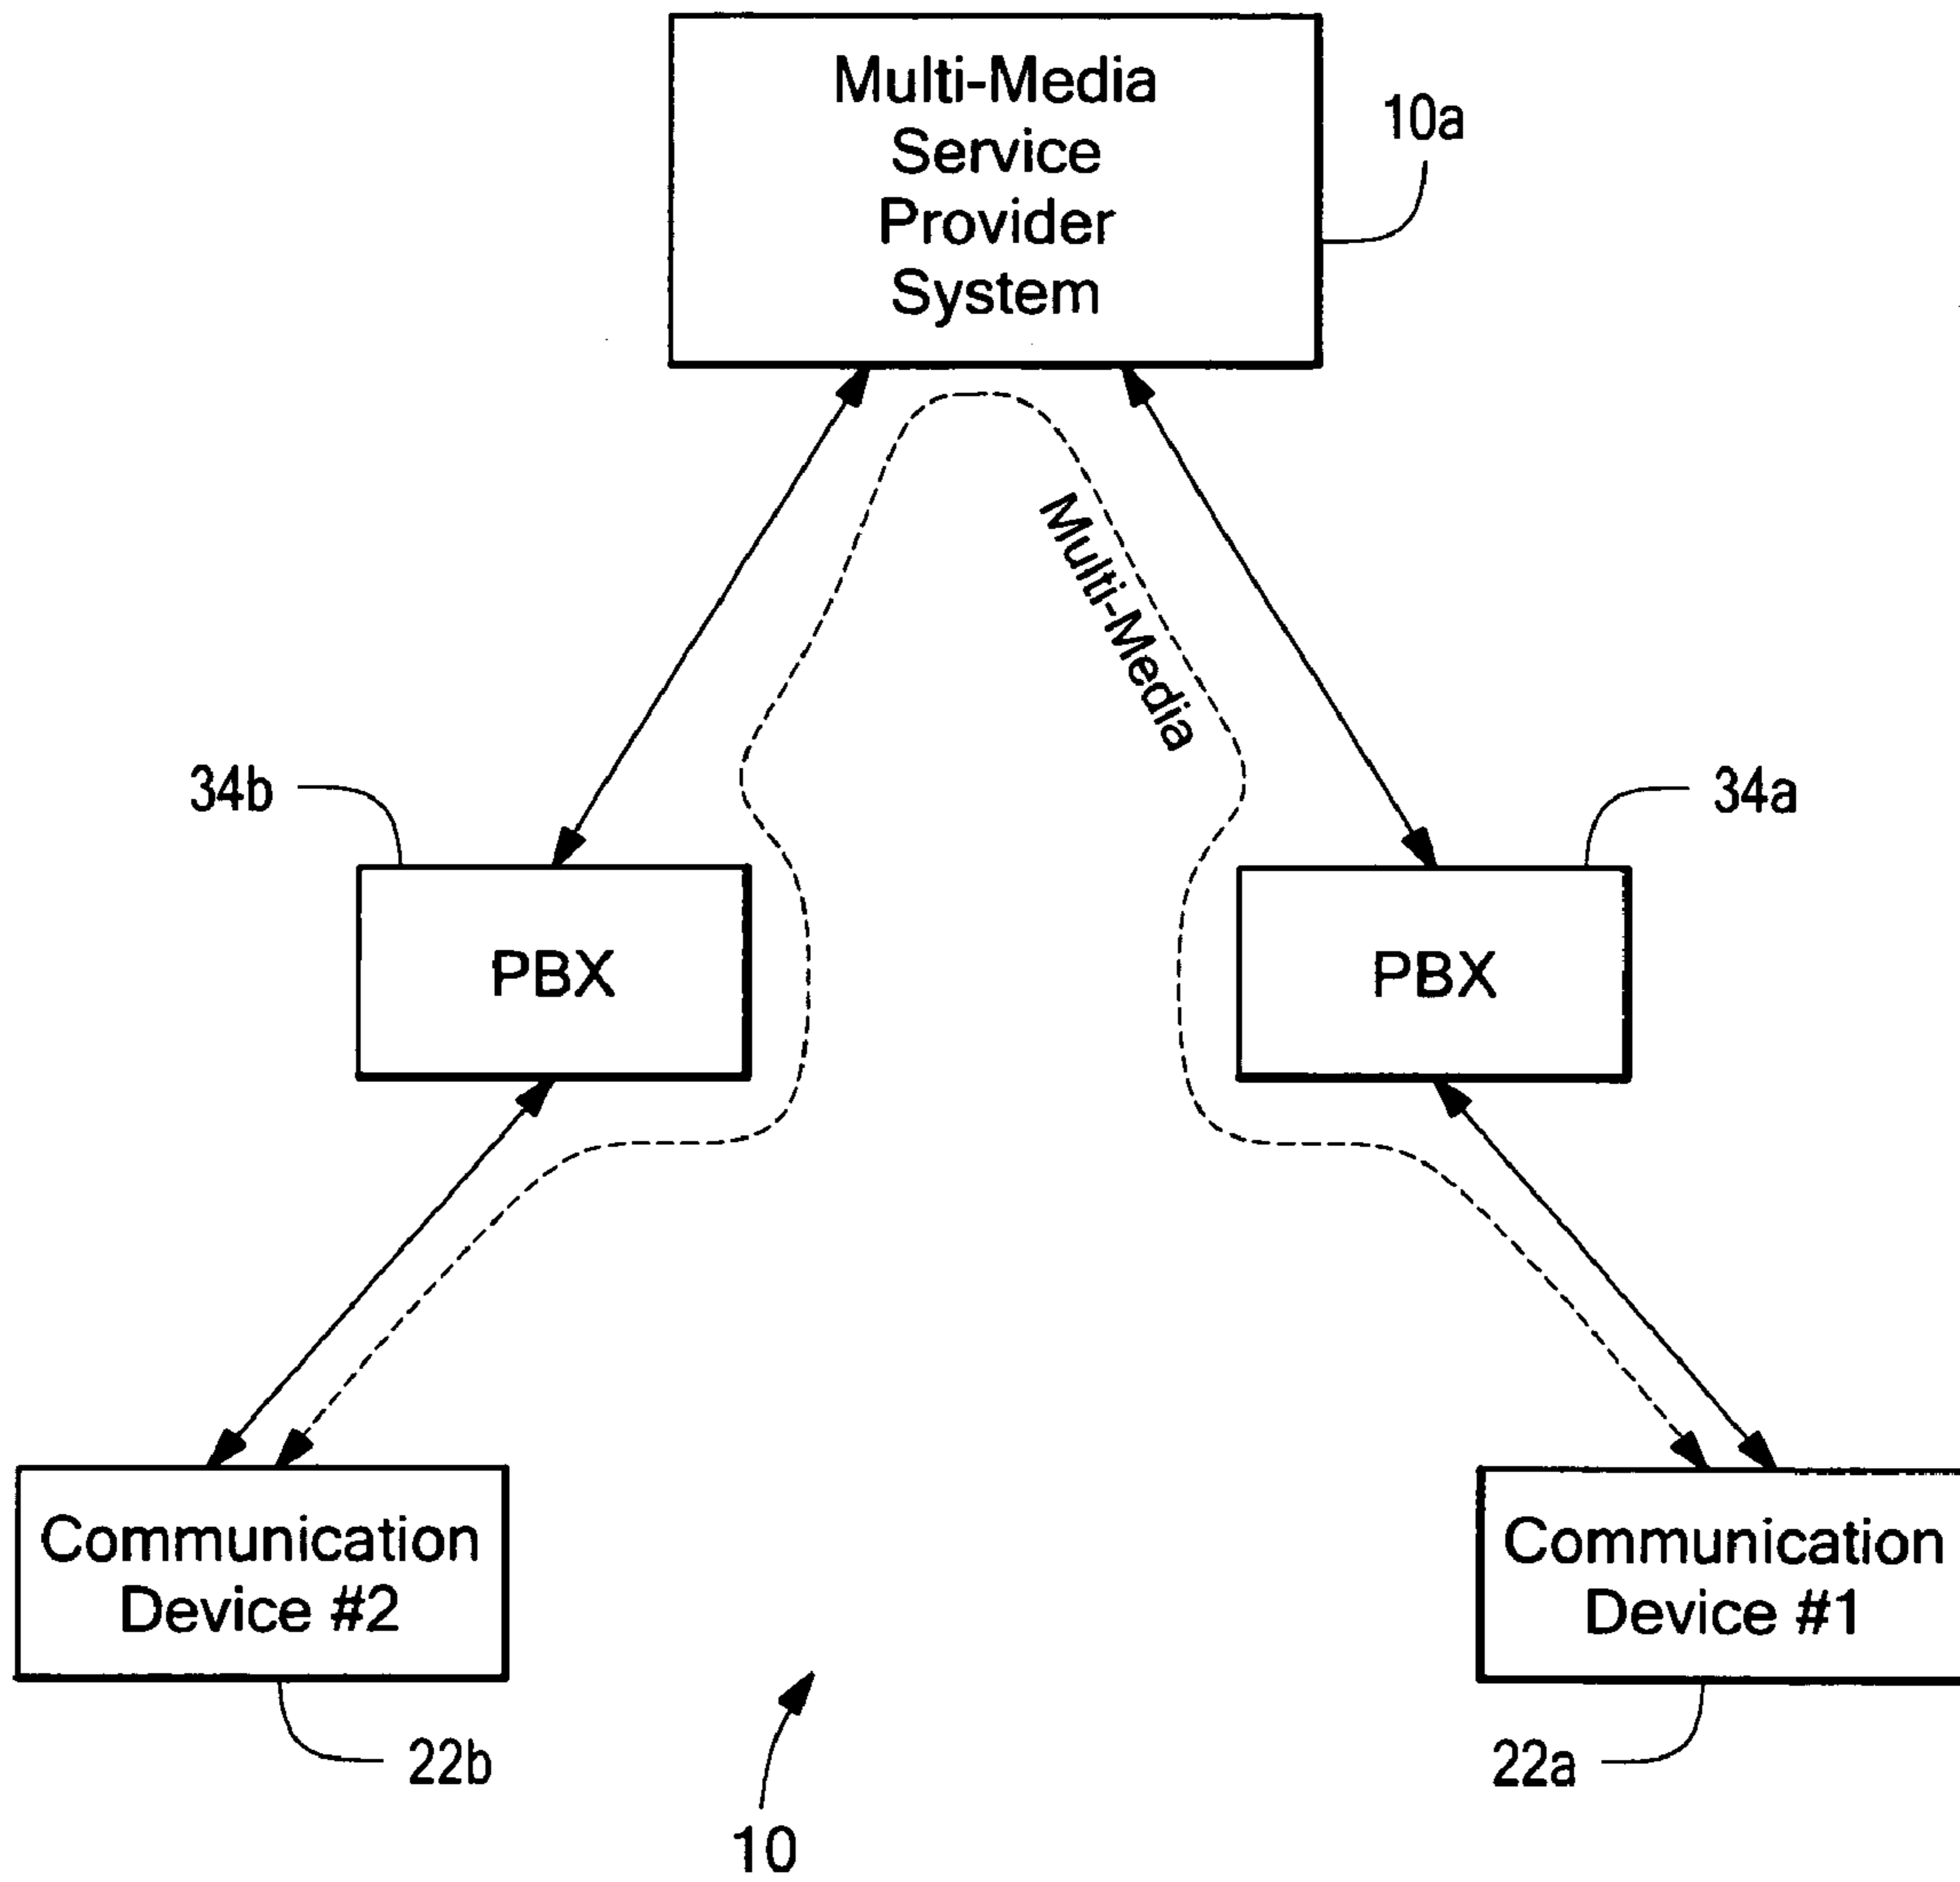 Multi-Media
Service
Provider
System
10a
Multi-Media
34b
34a
PBX
PBX
Communication
Device #2
Communication
Device #1
22b
22a
10